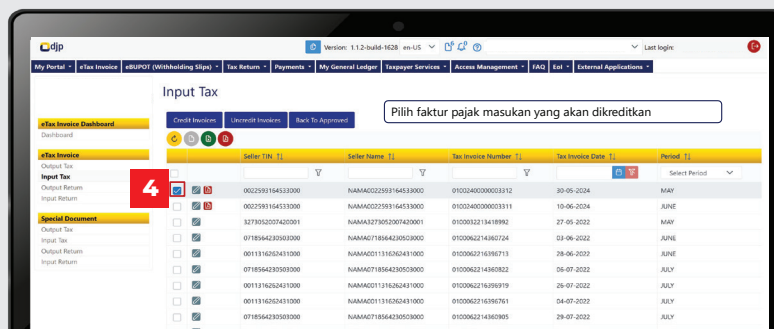 djp
Version: 1.1.2-build-1628 en-US
Last login:
My Portal eTax Invoice eBUPOT (Withholding Slips) Tax Return Payments My General Ledger Taxpayer Services Access Management FAQ EoI External Applications
Input Tax
Pilih faktur pajak masukan yang akan dikreditkan
Credit Invoices Uncredit Invoices Back To Approved
eTax Invoice Dashboard
Dashboard
eTax Invoice
Output Tax
Input Tax
Output Return
Input Return
Special Document
Output Tax
Input Tax
Output Return
Input Return
4
Seller TIN Seller Name Tax Invoice Number Tax Invoice Date Period
Select Period
0022593164533000 NAMA0022593164533000 01002400000003312 30-05-2024 MAY
0022593164533000 NAMA0022593164533000 01002400000003311 10-06-2024 JUNE
3273052007420001 NAMA3273052007420001 0100032213418992 27-05-2022 MAY
0718564230503000 NAMA0718564230503000 0100062214360724 03-06-2022 JUNE
0011316262431000 NAMA0011316262431000 0100062216396713 28-06-2022 JUNE
0718564230503000 NAMA0718564230503000 0100062214360822 06-07-2022 JULY
0011316262431000 NAMA0011316262431000 0100062216396919 26-07-2022 JULY
0011316262431000 NAMA0011316262431000 0100062216396761 04-07-2022 JULY
0718564230503000 NAMA0718564230503000 0100062214360905 29-07-2022 JULY